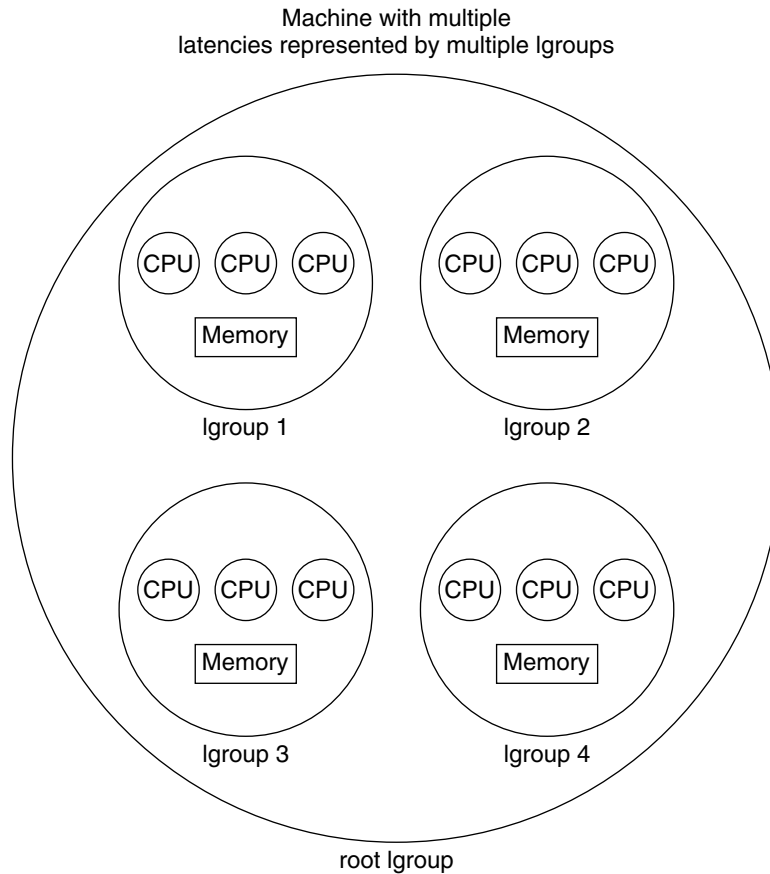 Machine with multiple
latencies represented by multiple lgroups
CPU CPU CPU
Memory
lgroup 1
CPU CPU CPU
Memory
lgroup 2
CPU CPU CPU
Memory
lgroup 3
CPU CPU CPU
Memory
lgroup 4
root lgroup